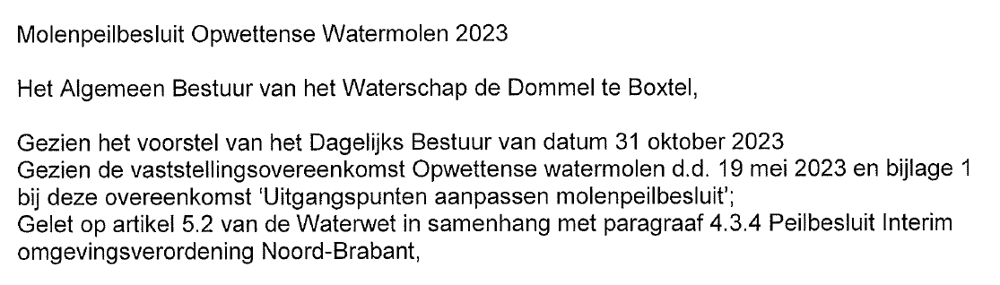 Molenpeilbesluit Opwettense Watermolen 2023
Het Algemeen Bestuur van het Waterschap de Dommel te Boxtel,
Gezien het voorstel van het Dagelijks Bestuur van datum 31 oktober 2023
Gezien de vaststellingsovereenkomst Opwettense watermolen d.d. 19 mei 2023 en bijlage 1
bij deze overeenkomst ‘Uitgangspunten aanpassen molenpeilbesluit’;
Gelet op artikel 5.2 van de Waterwet in samenhang met paragraaf 4.3.4 Peilbesluit Interim
omgevingsverordening Noord-Brabant,